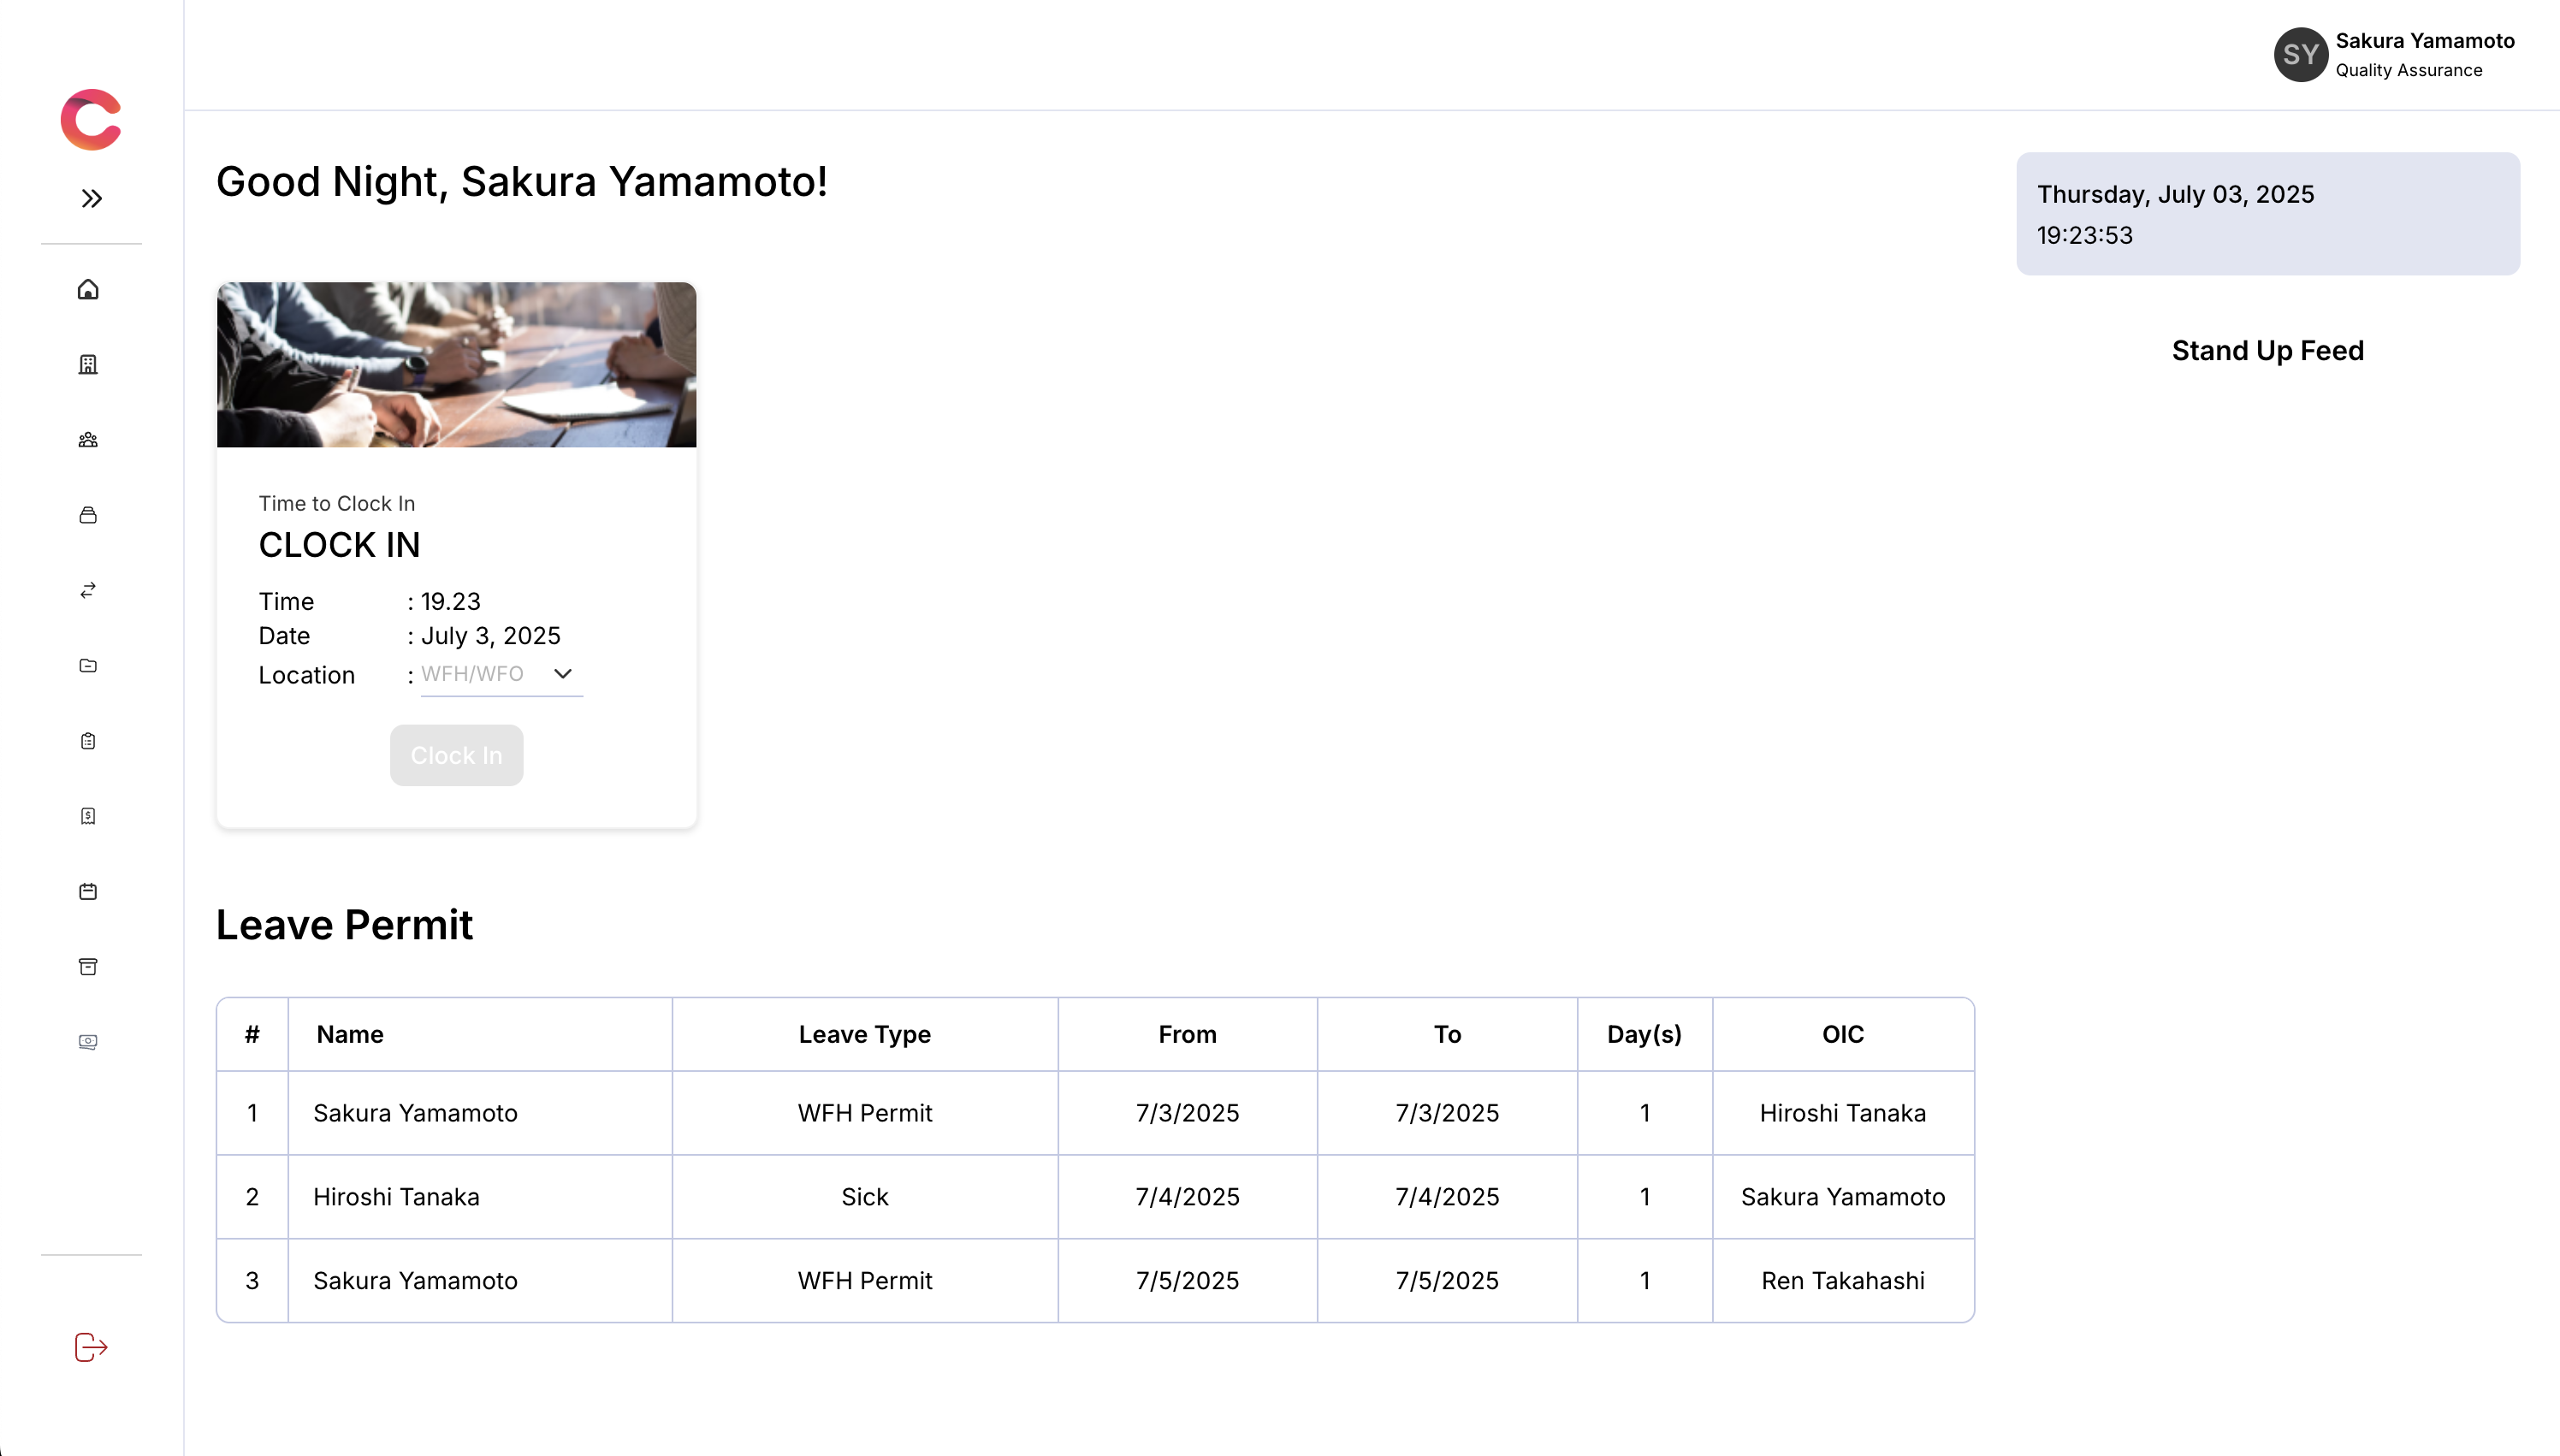 SY
Sakura Yamamoto
Quality Assurance
Good Night, Sakura Yamamoto!
Thursday, July 03, 2025
19:23:53
Stand Up Feed
Time to Clock In
CLOCK IN
Time : 19.23
Date : July 3, 2025
Location : WFH/WFO
Clock In
Leave Permit
# Name Leave Type From To Day(s) OIC
1 Sakura Yamamoto WFH Permit 7/3/2025 7/3/2025 1 Hiroshi Tanaka
2 Hiroshi Tanaka Sick 7/4/2025 7/4/2025 1 Sakura Yamamoto
3 Sakura Yamamoto WFH Permit 7/5/2025 7/5/2025 1 Ren Takahashi